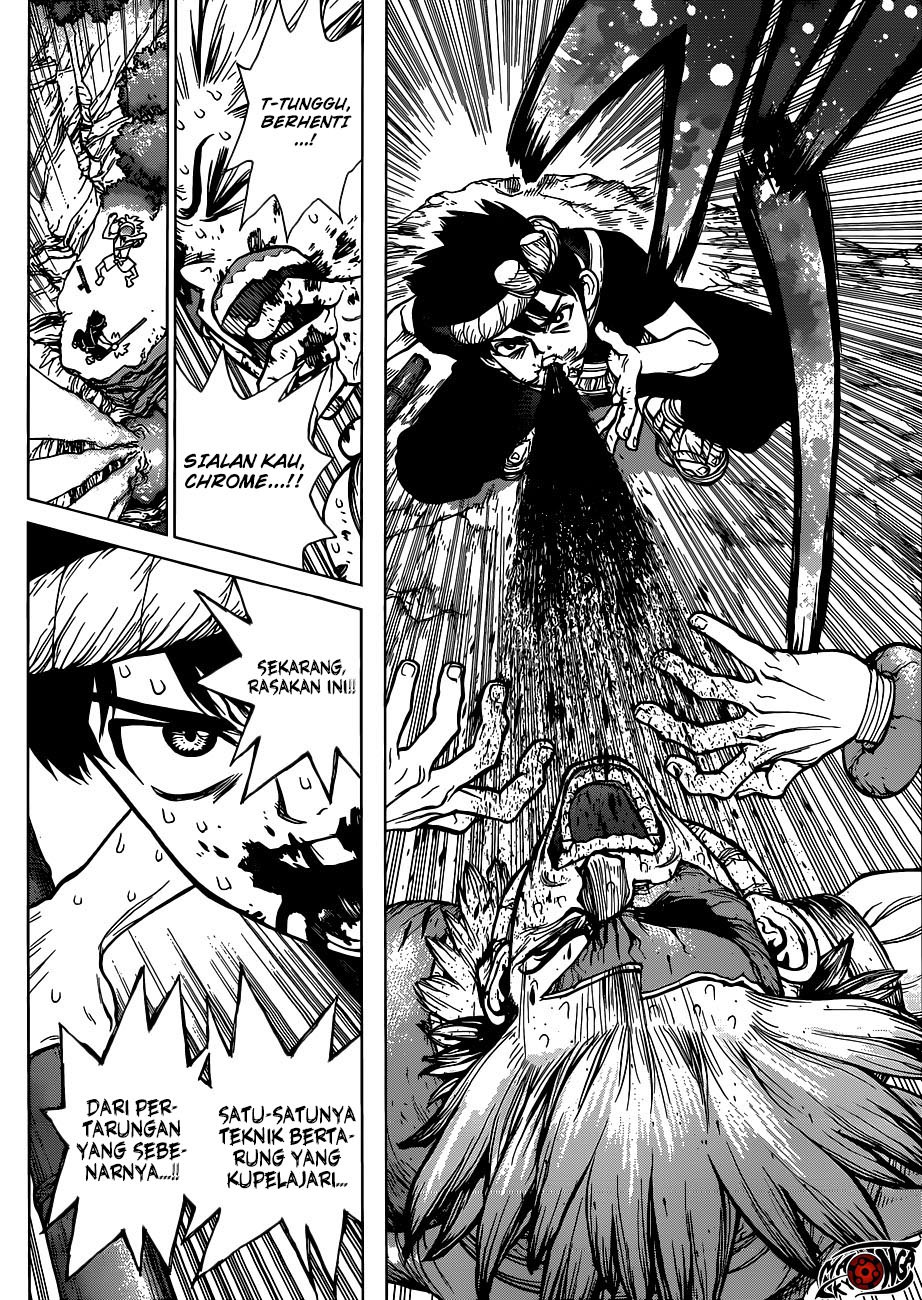 T-TUNGGU,
BERHENTI
...!
SIALAN KAU,
CHROME...!!
SEKARANG,
RASAKAN INI!!
SATU-SATUNYA
TEKNIK BERTA-
RUNG YANG
KUPELAJARI...
DARI PER-
TARUNGAN
YANG SEBE-
NARNYA...!!